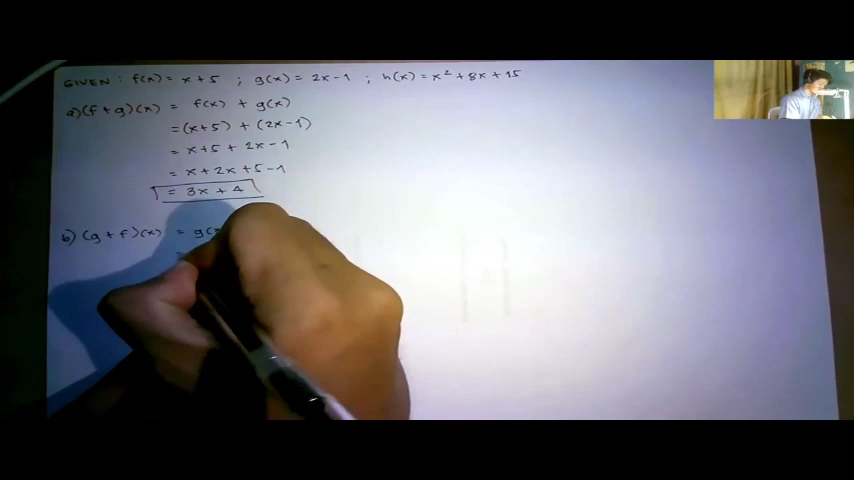 GIVEN : f(x) = x+5 ; g(x) = 2x-1 ; h(x) = x² + 8x + 15
a) (f+g)(x) = f(x) + g(x)
= (x+5) + (2x-1)
= x+5 + 2x-1
= x+2x+5-1
= 3x+4
b) (g+f)(x) = g(x
=